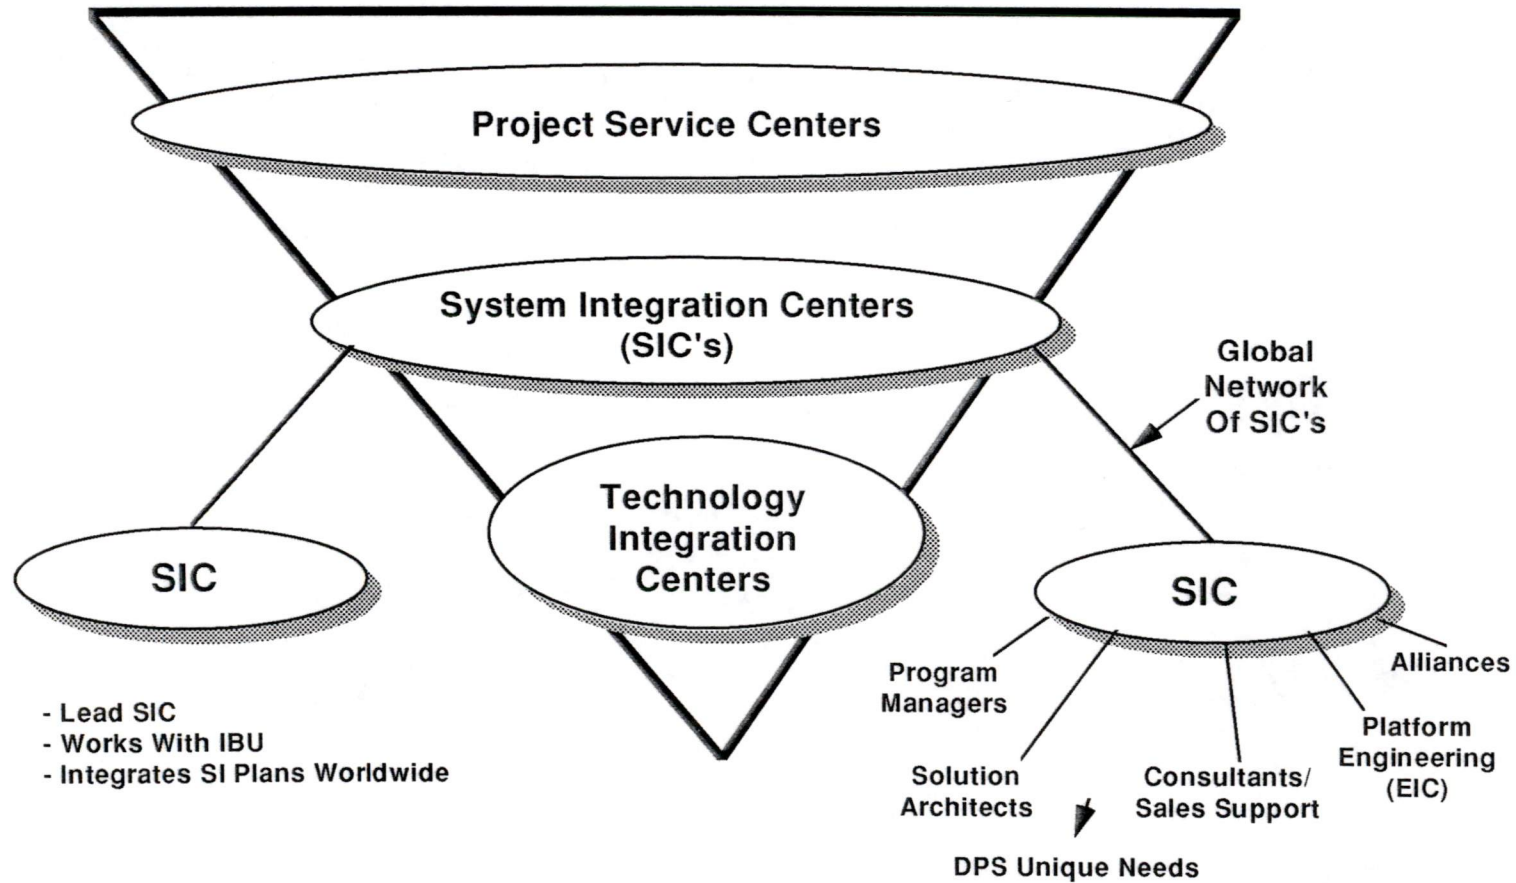 Project Service Centers
System Integration Centers
(SIC's)
Global
Network
Of SIC's
Technology
Integration
Centers
SIC
SIC
- Lead SIC
- Works With IBU
- Integrates SI Plans Worldwide
Program
Managers
Alliances
Solution
Architects
Consultants/
Sales Support
Platform
Engineering
(EIC)
DPS Unique Needs